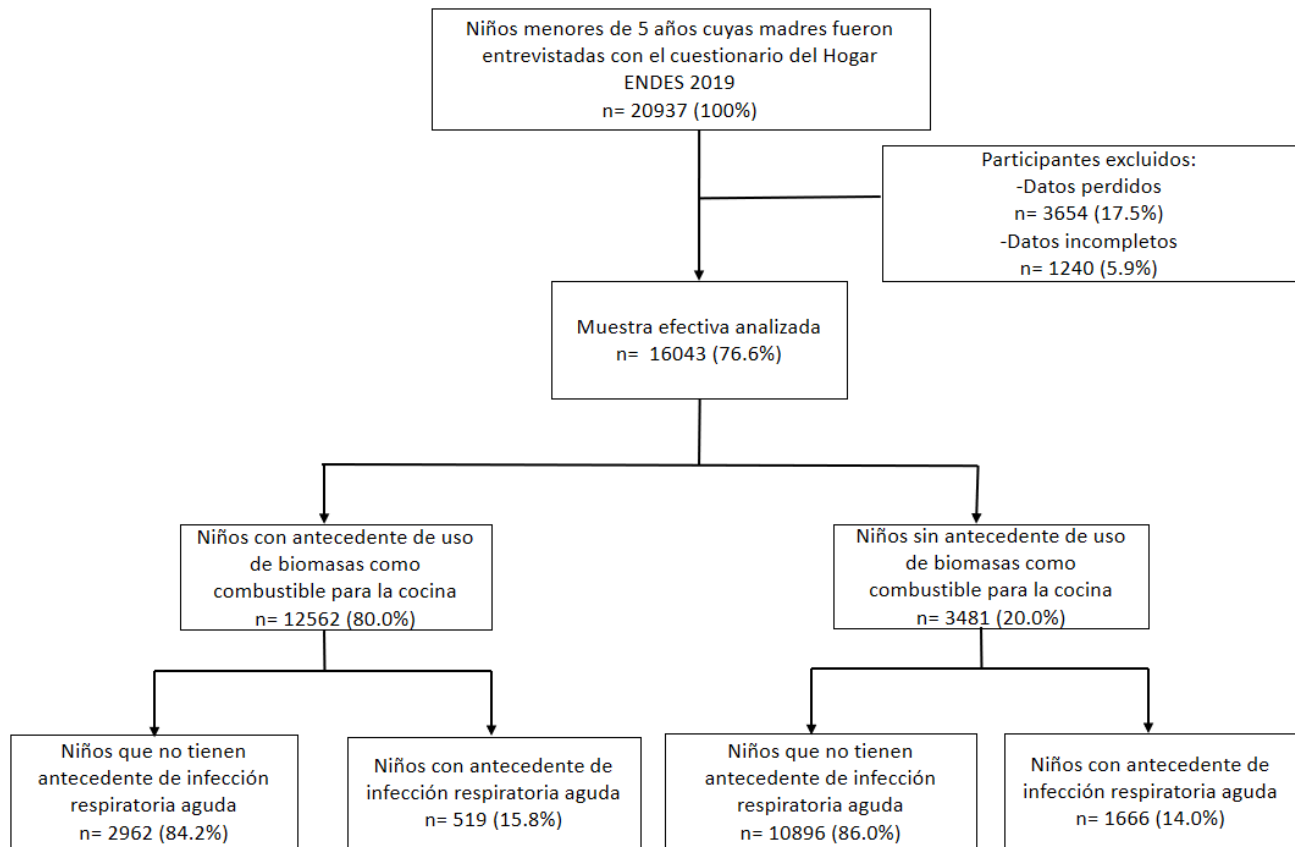 Niños menores de 5 años cuyas madres fueron
entrevistadas con el cuestionario del Hogar
ENDES 2019
n= 20937 (100%)
Participantes excluidos:
-Datos perdidos
n= 3654 (17.5%)
-Datos incompletos
n= 1240 (5.9%)
Muestra efectiva analizada
n=  16043 (76.6%)
Niños con antecedente de uso
de biomasas como
combustible para la cocina
n= 12562 (80.0%)
Niños sin antecedente de uso
de biomasas como
combustible para la cocina
n= 3481 (20.0%)
Niños que no tienen
antecedente de infección
respiratoria aguda
n= 2962 (84.2%)
Niños con antecedente de
infección respiratoria aguda
n= 519 (15.8%)
Niños que no tienen
antecedente de infección
respiratoria aguda
n= 10896 (86.0%)
Niños con antecedente de
infección respiratoria aguda
n= 1666 (14.0%)